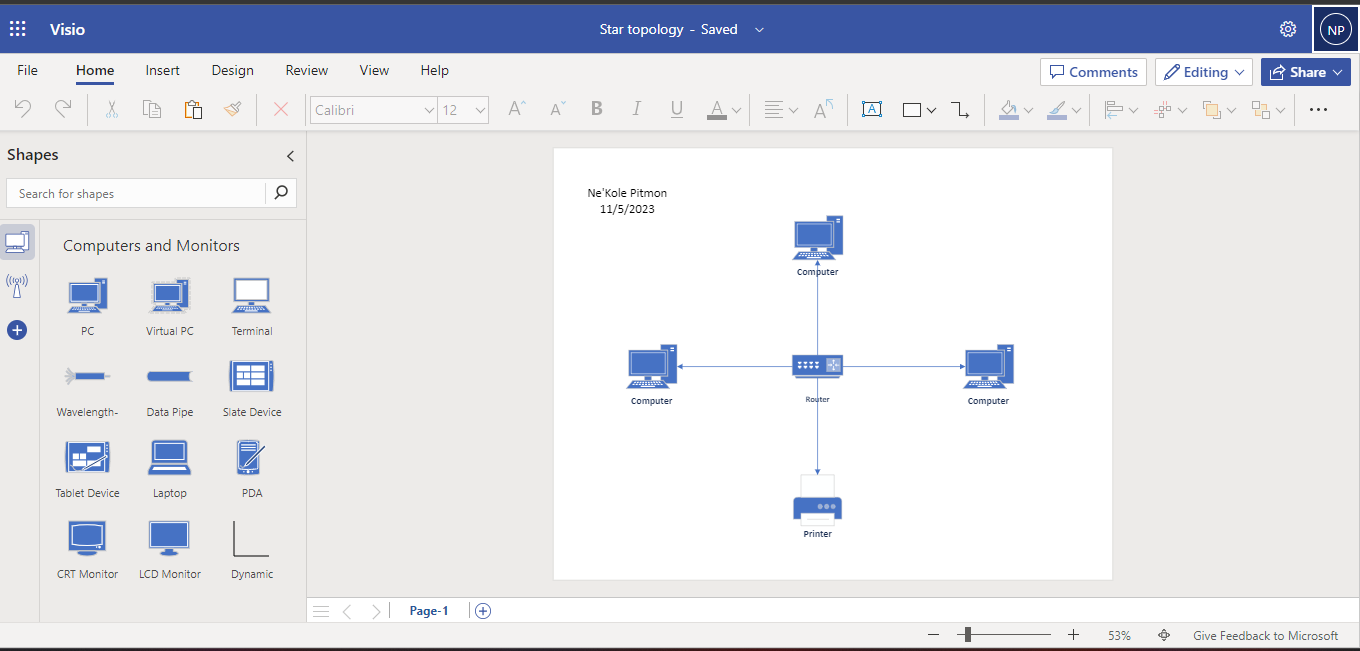 Visio
Star topology - Saved
NP
File Home Insert Design Review View Help
Comments Editing Share
Calibri 12 A A B I U A A A
Shapes
Search for shapes
Computers and Monitors
PC Virtual PC Terminal
Wavelength- Data Pipe Slate Device
Tablet Device Laptop PDA
CRT Monitor LCD Monitor Dynamic
Ne'Kole Pitmon
11/5/2023
Computer
Computer Router Computer
Printer
Page-1
53% Give Feedback to Microsoft